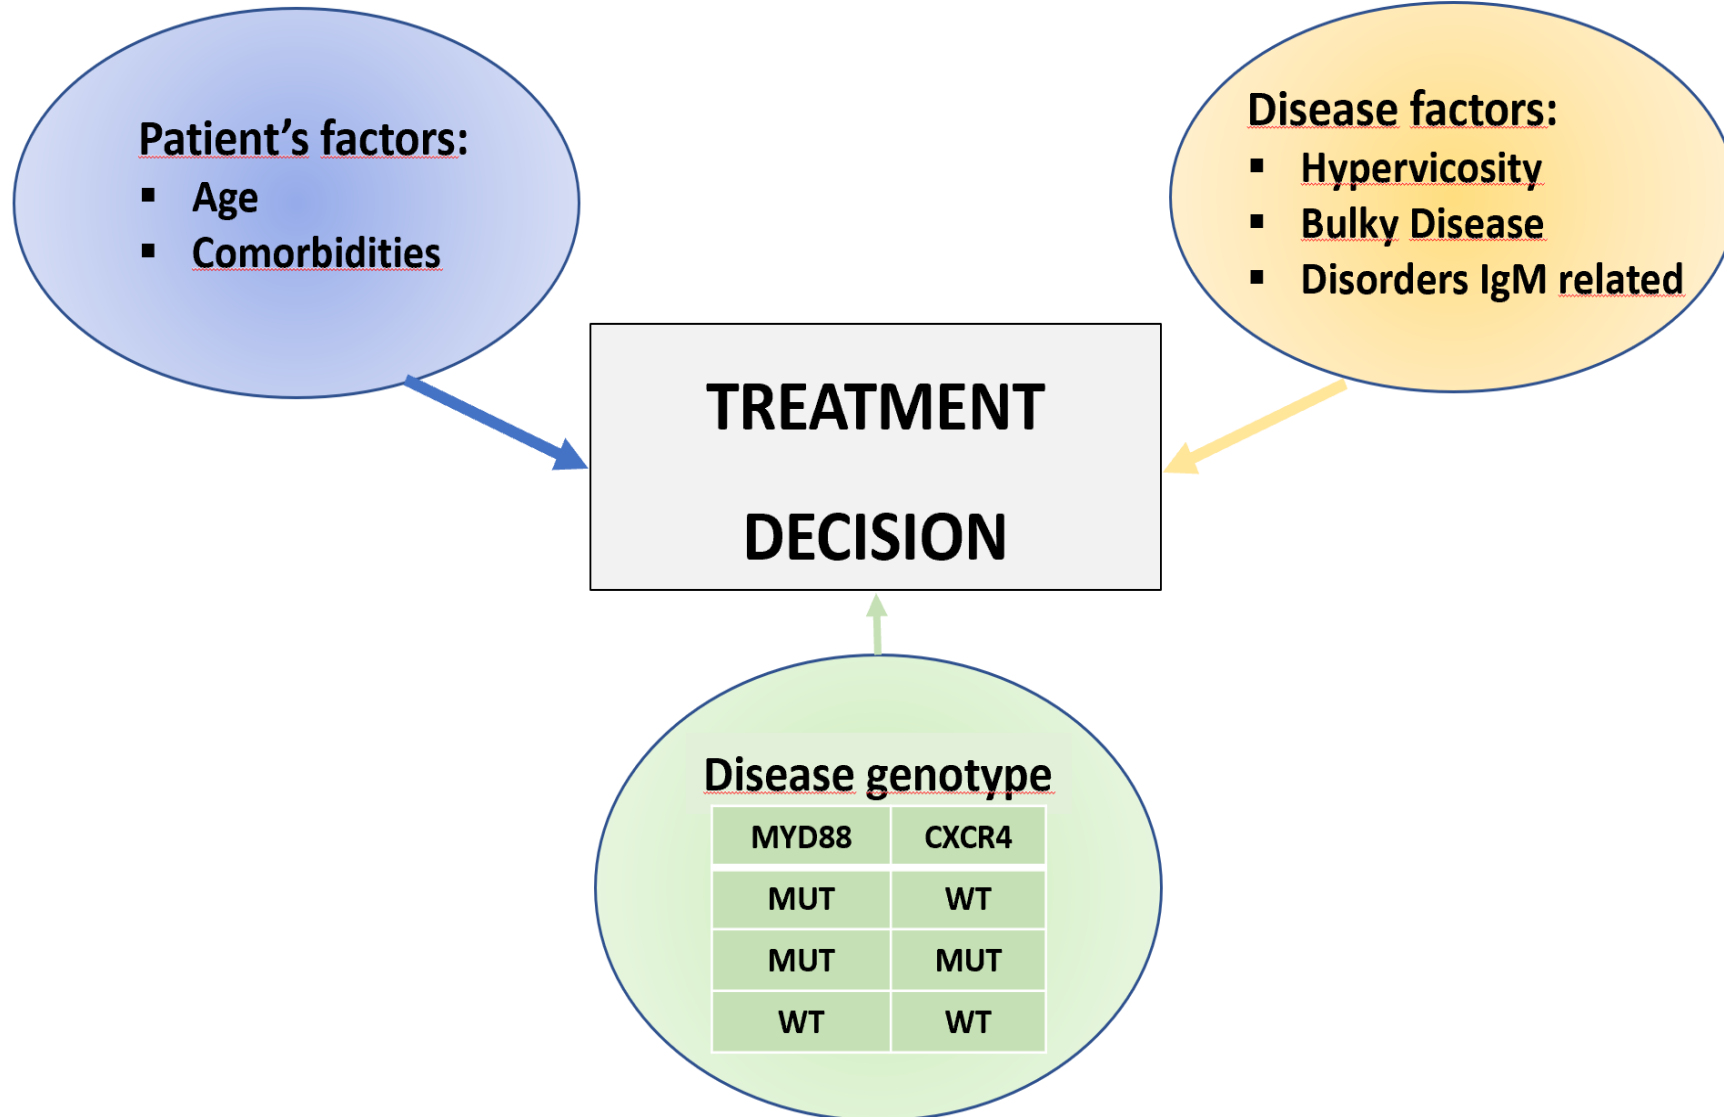 Patient's factors:
▪ Age
▪ Comorbidities
Disease factors:
▪ Hypervicosity
▪ Bulky Disease
▪ Disorders IgM related
TREATMENT
DECISION
Disease genotype
MYD88 CXCR4
MUT WT
MUT MUT
WT WT